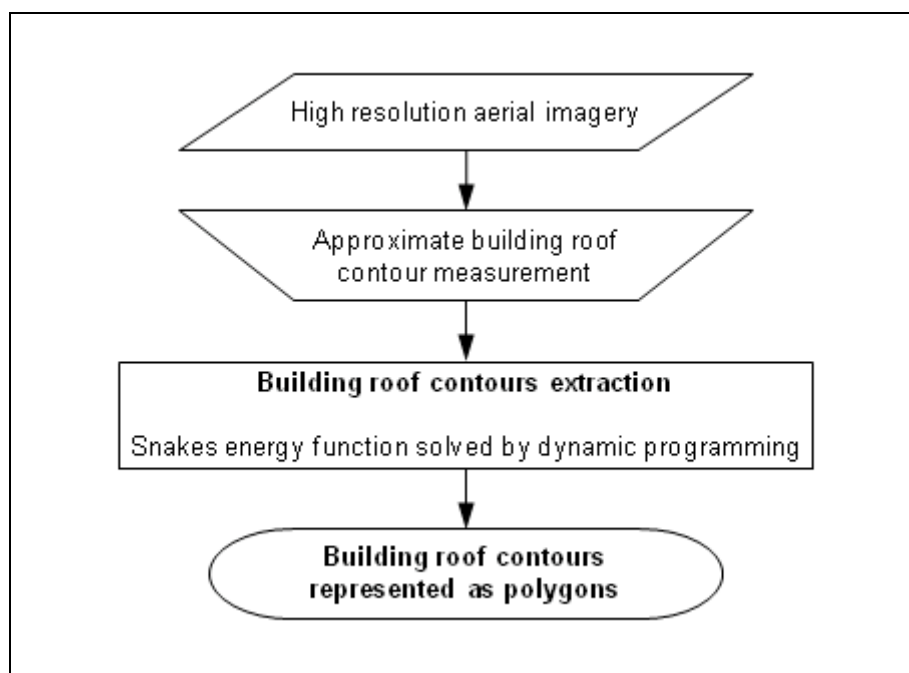 High resolution aerial imagery
Approximate building roof
contour measurement
Building roof contours extraction
Snakes energy function solved by dynamic programming
Building roof contours
represented as polygons